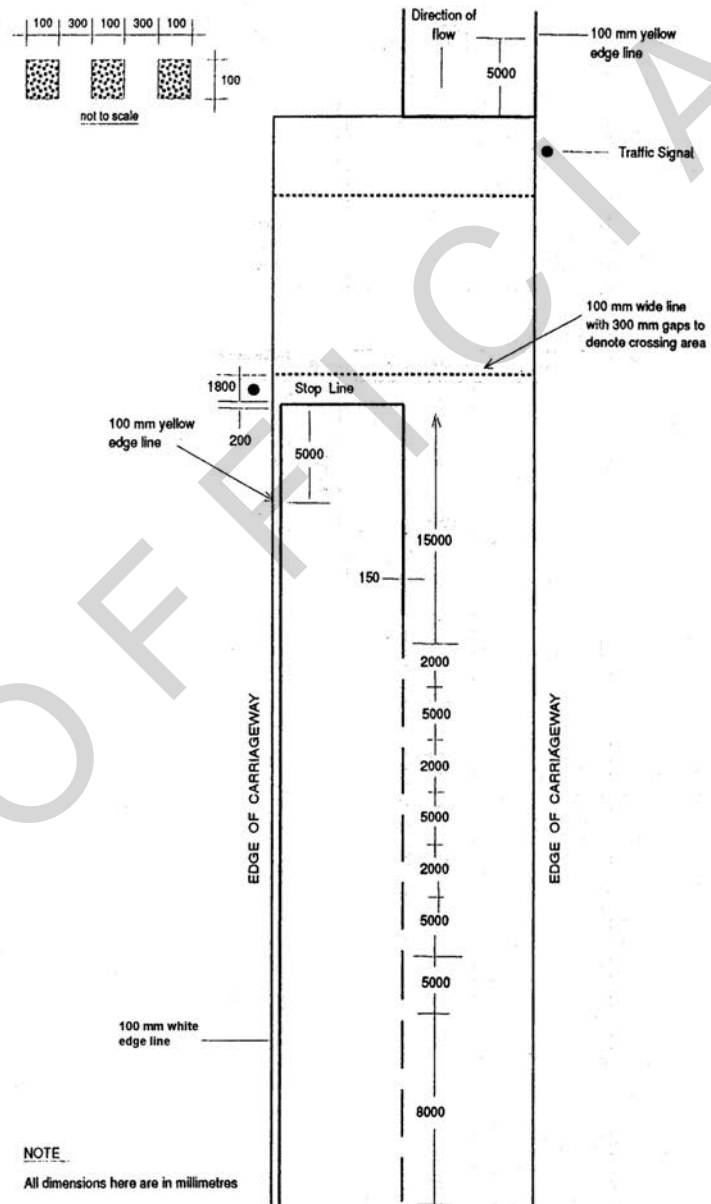 100 300 100 300 100
100
not to scale
Direction of
flow
5000
100 mm yellow
edge line
Traffic Signal
100 mm wide line
with 300 mm gaps to
denote crossing area
1800
Stop Line
200
100 mm yellow
edge line
5000
15000
150
2000
5000
2000
5000
2000
5000
5000
8000
EDGE OF CARRIAGEWAY
EDGE OF CARRIAGEWAY
100 mm white
edge line
NOTE
All dimensions here are in millimetres
OFFICIA